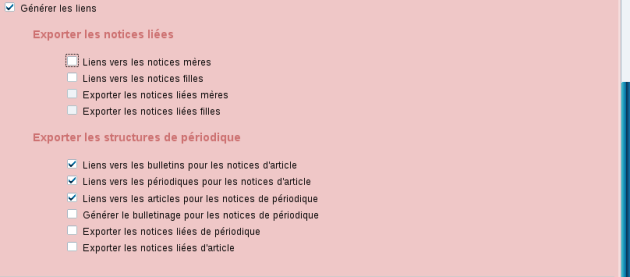 Générer les liens
Exporter les notices liées
Liens vers les notices mères
Liens vers les notices filles
Exporter les notices liées mères
Exporter les notices liées filles
Exporter les structures de périodique
Liens vers les bulletins pour les notices d'article
Liens vers les périodiques pour les notices d'article
Liens vers les articles pour les notices de périodique
Générer le bulletinage pour les notices de périodique
Exporter les notices liées de périodique
Exporter les notices liées d'article